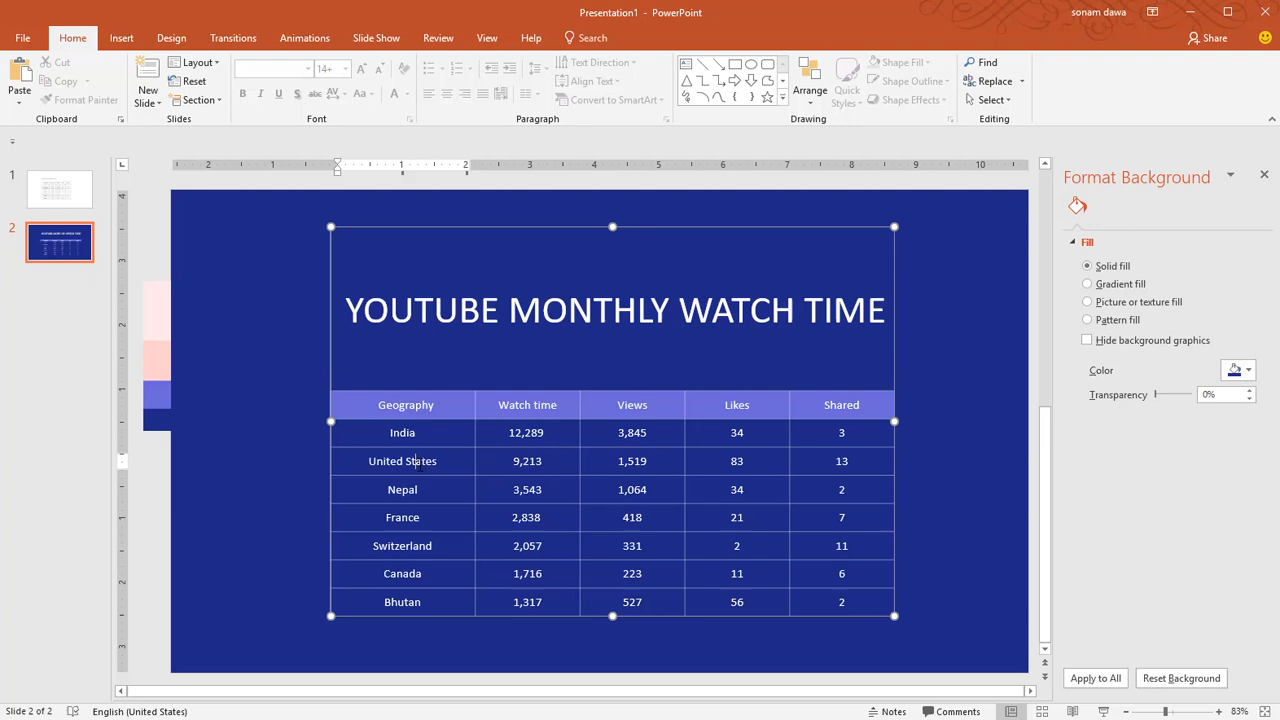 Presentation1 - PowerPoint
sonam dawa
File Home Insert Design Transitions Animations Slide Show Review View Help Search
Share
Paste
Cut
Copy
Format Painter
Clipboard
New
Slide
Layout
Reset
Section
Slides
14+
Font
Text Direction
Align Text
Convert to SmartArt
Paragraph
Arrange
Quick
Styles
Shape Fill
Shape Outline
Shape Effects
Drawing
Find
Replace
Select
Editing
1
2
Format Background
Fill
Solid fill
Gradient fill
Picture or texture fill
Pattern fill
Hide background graphics
Color
Transparency 0%
Apply to All Reset Background
YOUTUBE MONTHLY WATCH TIME
Geography Watch time Views Likes Shared
India 12,289 3,845 34 3
United States 9,213 1,519 83 13
Nepal 3,543 1,064 34 2
France 2,838 418 21 7
Switzerland 2,057 331 2 11
Canada 1,716 223 11 6
Bhutan 1,317 527 56 2
Slide 2 of 2 English (United States) Notes Comments 83%